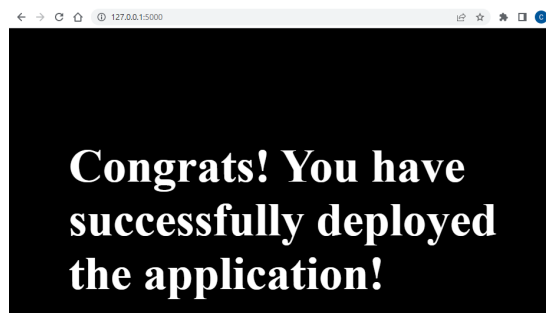 127.0.0.1:5000
C
Congrats! You have
successfully deployed
the application!